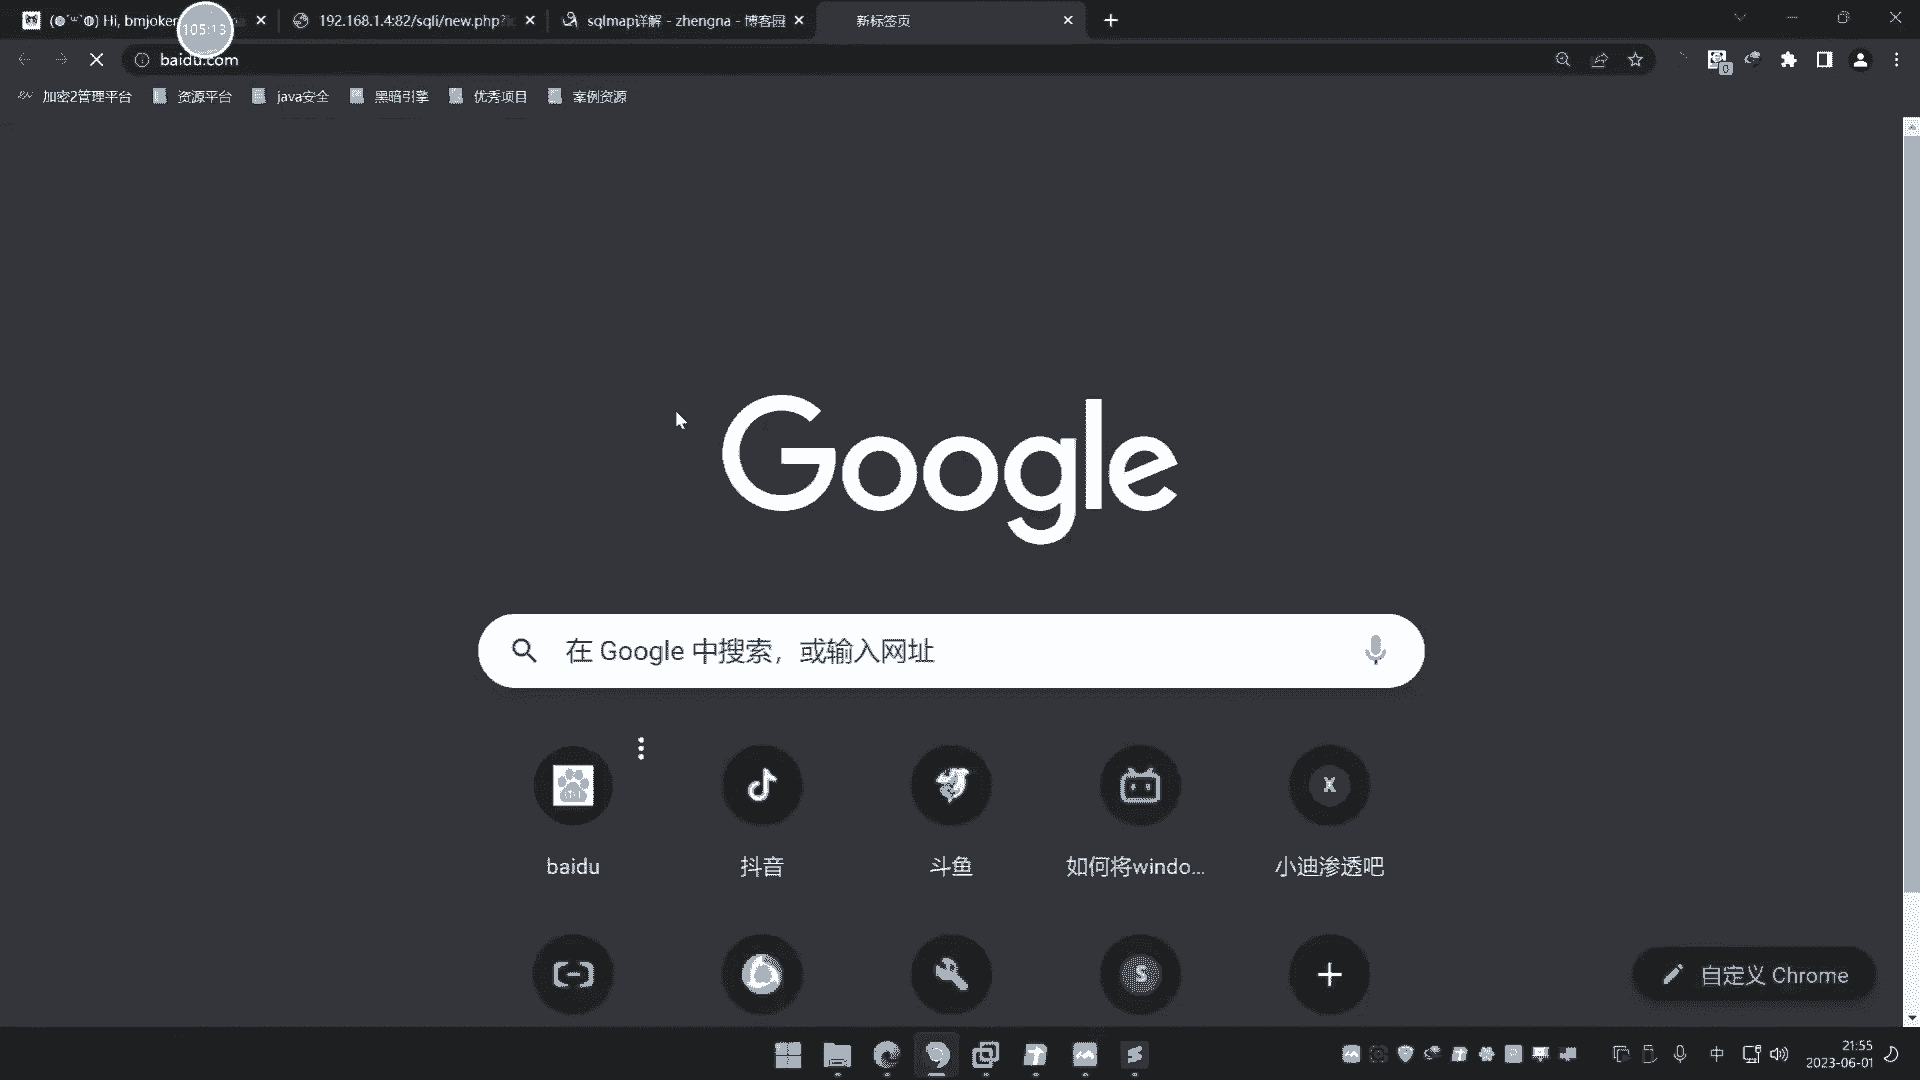 (◍´꒳`◍) Hi, bmjoker
105:13
192.168.1.4:82/sqli/new.php?
sqlmap详解 - zhengna - 博客园
新标签页
baidu.com
加密2管理平台
资源平台
java安全
黑暗引擎
优秀项目
案例资源
Google
在 Google 中搜索，或输入网址
baidu
抖音
斗鱼
如何将windo...
X
小迪渗透吧
S
自定义 Chrome
中
21:55
2023-06-01